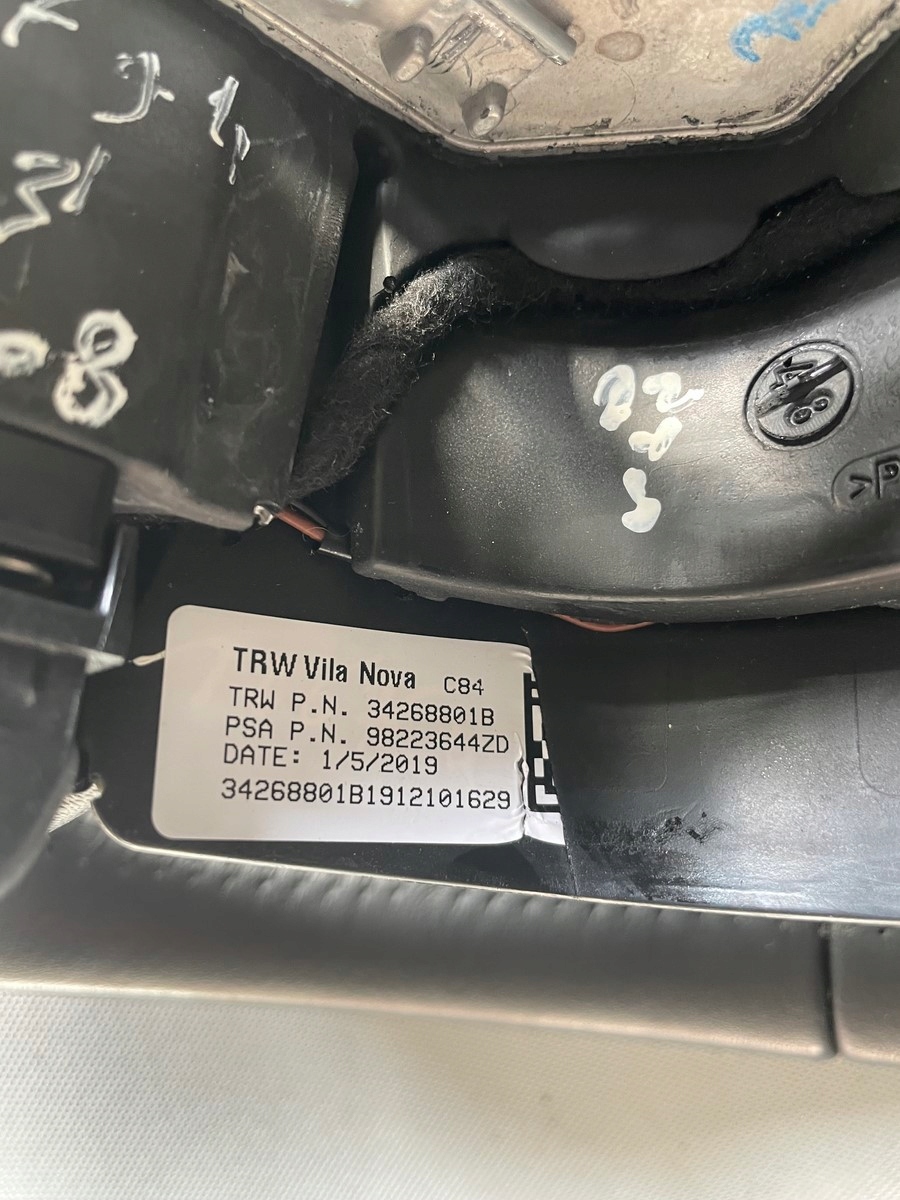 TRW Vila Nova C84
TRW P.N. 34268801B
PSA P.N. 98223644ZD
DATE: 1/5/2019
34268801B1912101629
>P